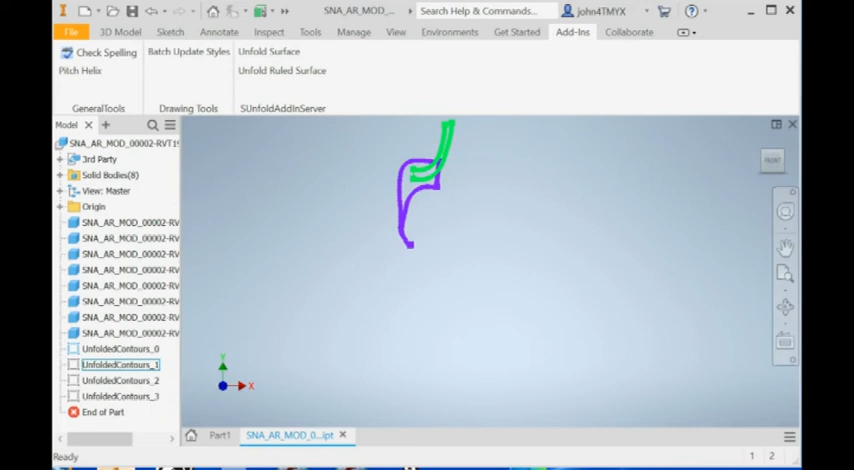 SNA_AR_MOD_...
Search Help & Commands...
john4TMYX
File 3D Model Sketch Annotate Inspect Tools Manage View Environments Get Started Add-Ins Collaborate
Check Spelling
Batch Update Styles
Unfold Surface
Pitch Helix
Unfold Ruled Surface
GeneralTools
Drawing Tools
SUnfoldAddInServer
Model
SNA_AR_MOD_00002-RVT19
3rd Party
Solid Bodies(8)
View: Master
Origin
SNA_AR_MOD_00002-RV
SNA_AR_MOD_00002-RV
SNA_AR_MOD_00002-RV
SNA_AR_MOD_00002-RV
SNA_AR_MOD_00002-RV
SNA_AR_MOD_00002-RV
SNA_AR_MOD_00002-RV
SNA_AR_MOD_00002-RV
UnfoldedContours_0
UnfoldedContours_1
UnfoldedContours_2
UnfoldedContours_3
End of Part
FRONT
Y
X
Part1
SNA_AR_MOD_0...ipt
Ready
1 2